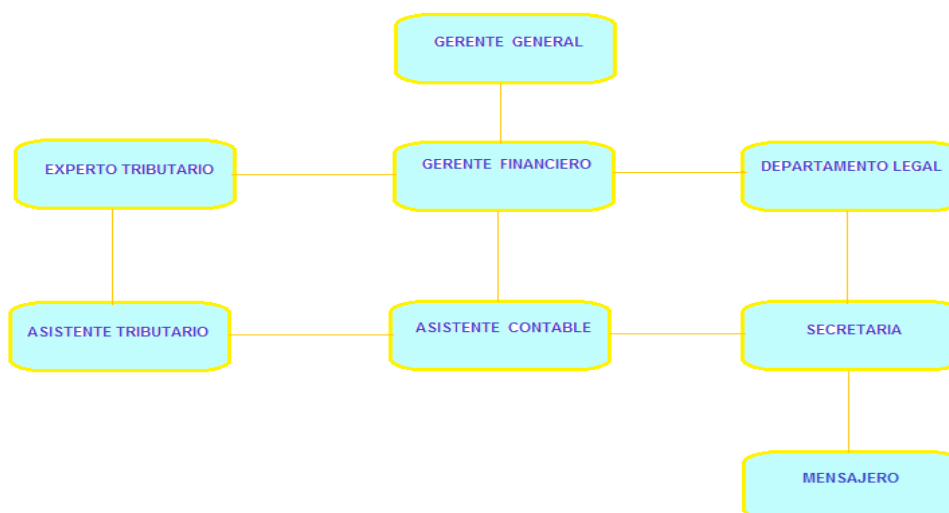 GERENTE GENERAL
EXPERTO TRIBUTARIO
GERENTE FINANCIERO
DEPARTAMENTO LEGAL
ASISTENTE TRIBUTARIO
ASISTENTE CONTABLE
SECRETARIA
MENSAJERO